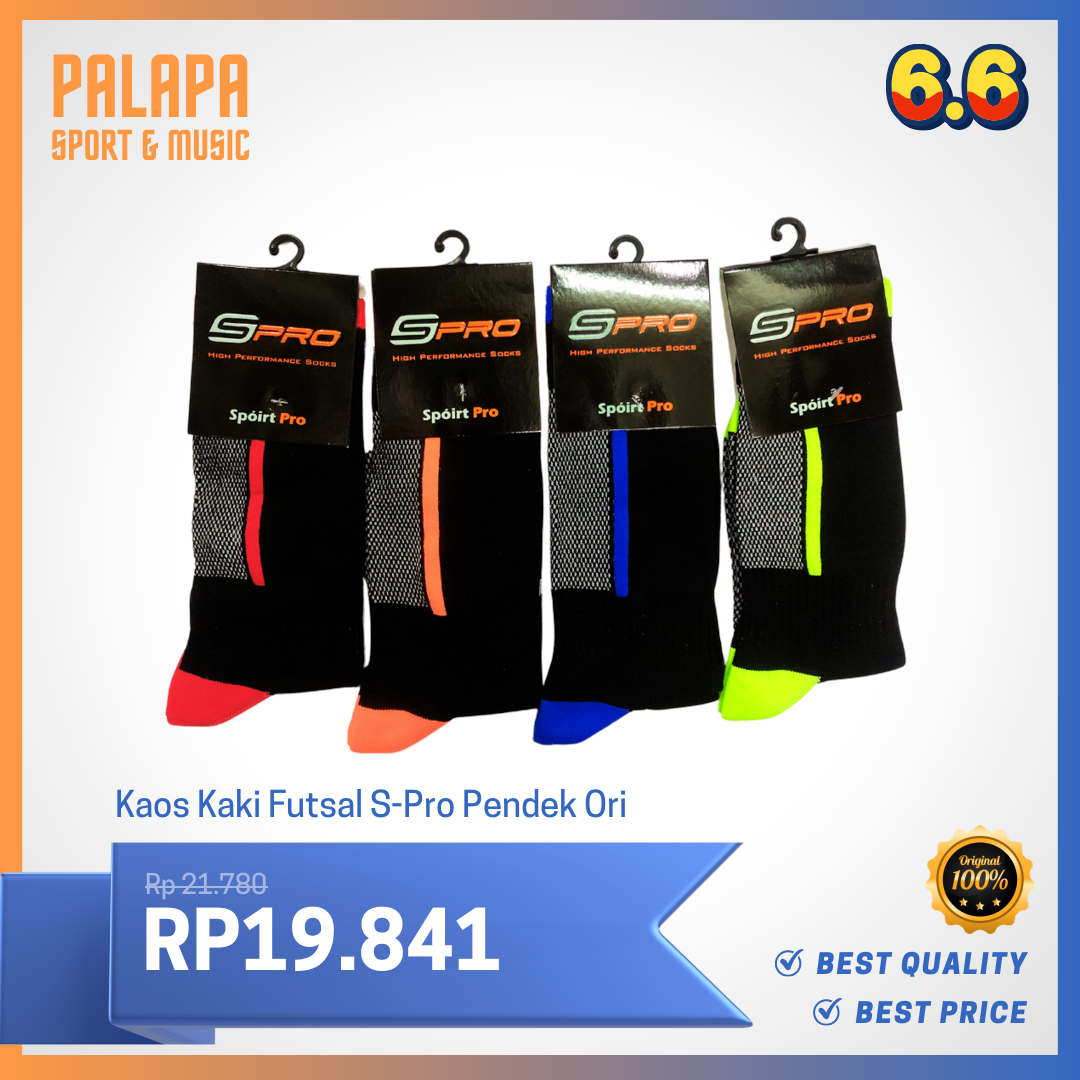 PALAPA
SPORT & MUSIC
6.6
SPRO
HIGH PERFORMANCE SOCKS
Spóirt Pro
SPRO
HIGH PERFORMANCE SOCKS
Spóirt Pro
SPRO
HIGH PERFORMANCE SOCKS
Spóirt Pro
SPRO
HIGH PERFORMANCE SOCKS
Spóirt Pro
Kaos Kaki Futsal S-Pro Pendek Ori
Rp 21.780
RP19.841
Original
100%
BEST QUALITY
BEST PRICE